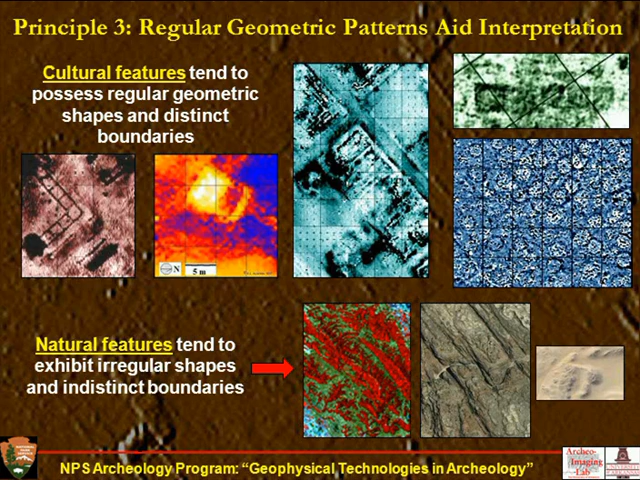 Principle 3: Regular Geometric Patterns Aid Interpretation
Cultural features tend to
possess regular geometric
shapes and distinct
boundaries
N
5 m
Natural features tend to
exhibit irregular shapes
and indistinct boundaries
NPS Archeology Program: “Geophysical Technologies in Archeology”
Archeo-
Imaging
Lab